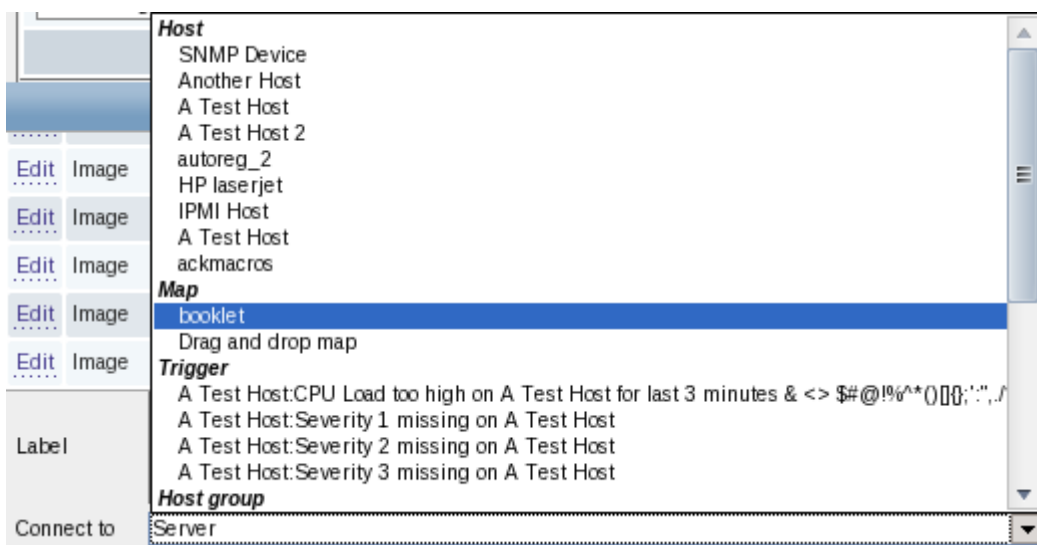 Host
SNMP Device
Another Host
A Test Host
A Test Host 2
autoreg_2
Edit Image
HP laserjet
IPMI Host
Edit Image
A Test Host
ackmacros
Edit Image
Map
booklet
Edit Image
Drag and drop map
Edit Image
Trigger
A Test Host:CPU Load too high on A Test Host for last 3 minutes & <> $#@!%^*()[]{};':",./
A Test Host:Severity 1 missing on A Test Host
Label
A Test Host:Severity 2 missing on A Test Host
A Test Host:Severity 3 missing on A Test Host
Host group
Connect to Server